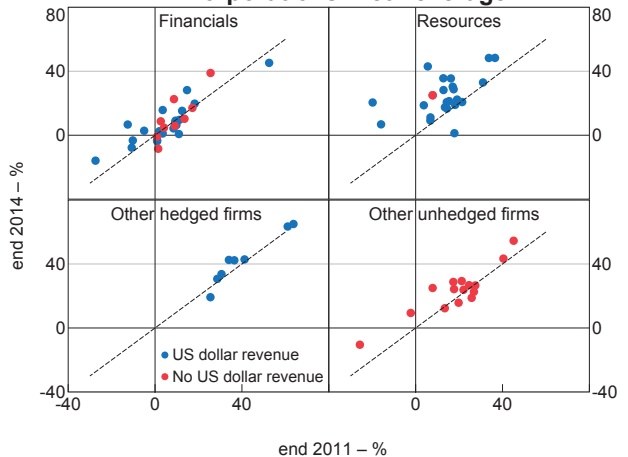 80 Financials Resources 80
40 40
0 0
end 2014 – %
Other hedged firms Other unhedged firms
40 40
0 0
US dollar revenue
No US dollar revenue
-40 -40
-40 0 40 0 40
end 2011 – %